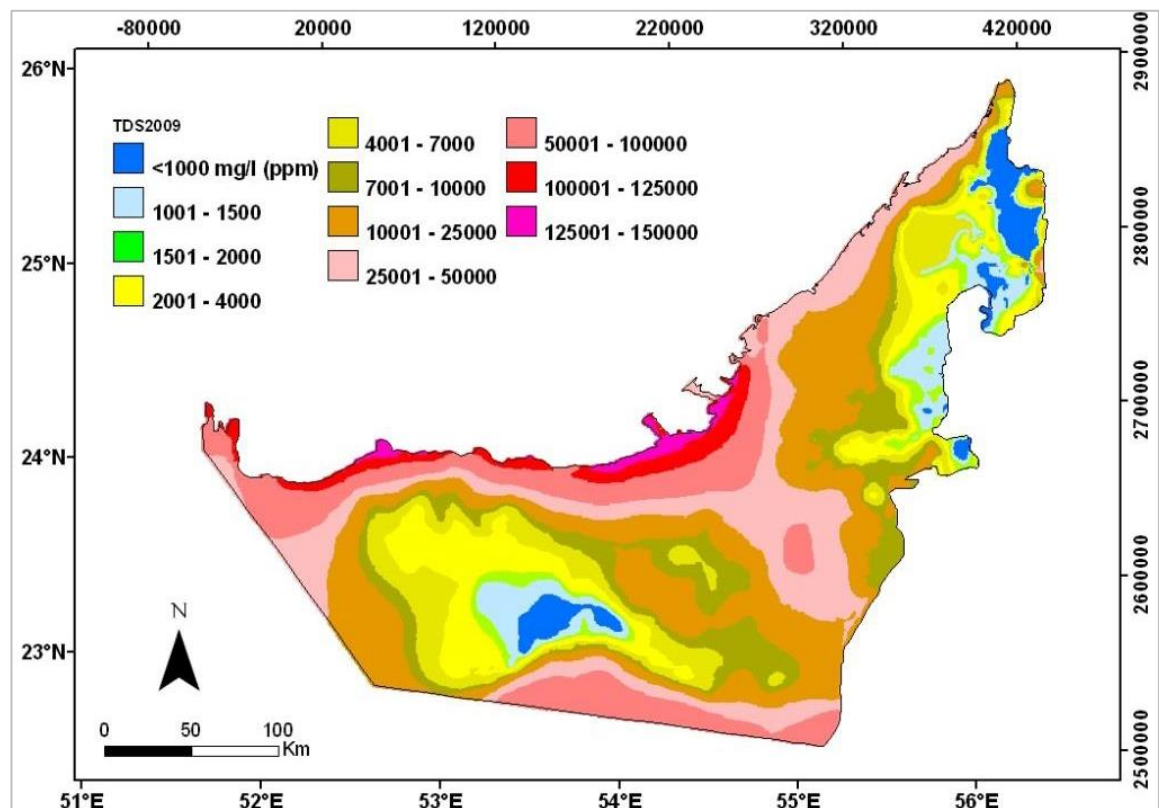 -80000 20000 120000 220000 320000 420000
26°N
25°N
24°N
23°N
2900000
2800000
2700000
2600000
2500000
TDS2009
<1000 mg/l (ppm)
1001 - 1500
1501 - 2000
2001 - 4000
4001 - 7000
7001 - 10000
10001 - 25000
25001 - 50000
50001 - 100000
100001 - 125000
125001 - 150000
N
0 50 100
Km
51°E 52°E 53°E 54°E 55°E 56°E